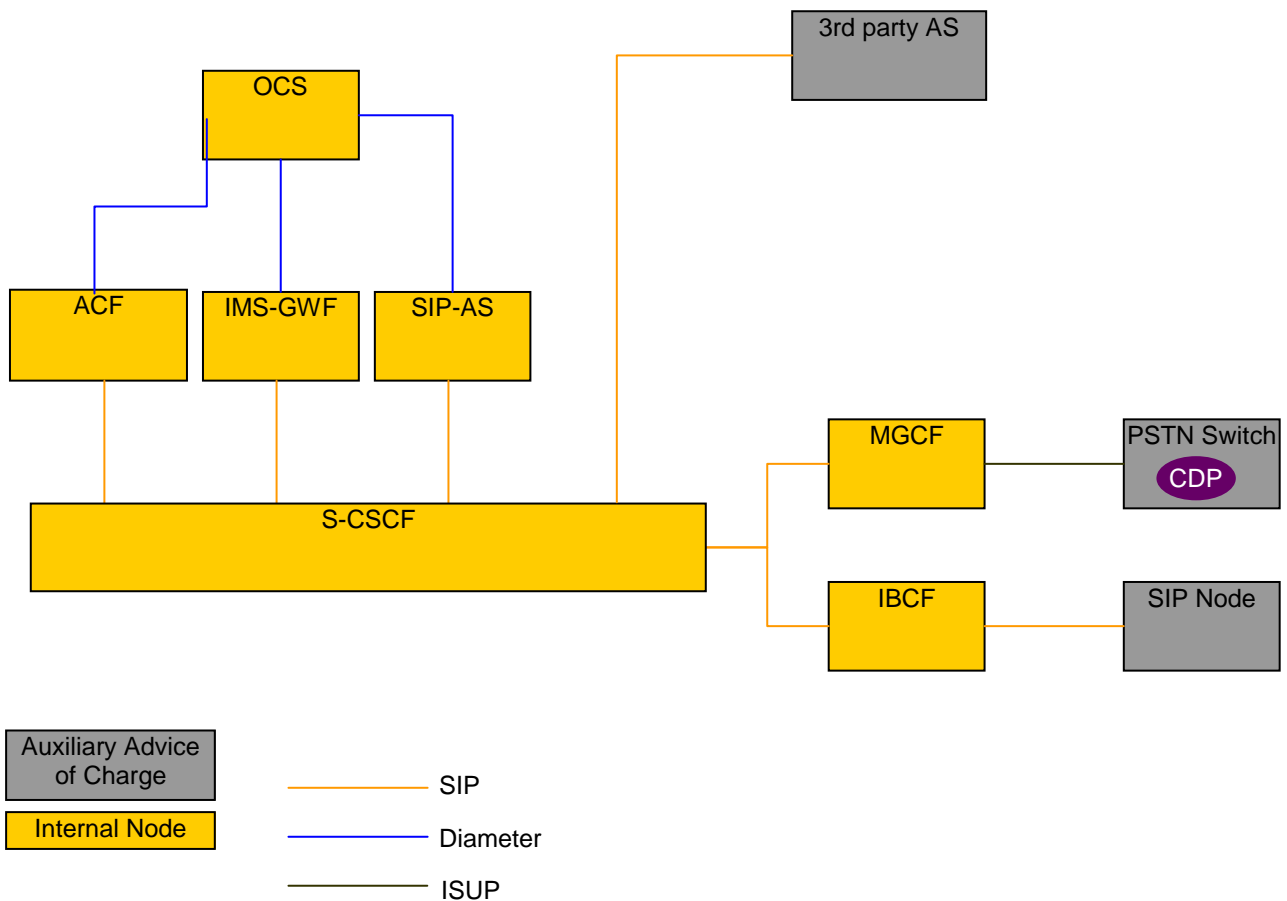 3rd party AS
OCS
ACF
IMS-GWF
SIP-AS
MGCF
PSTN Switch
CDP
S-CSCF
IBCF
SIP Node
Auxiliary Advice
of Charge
Internal Node
SIP
Diameter
ISUP